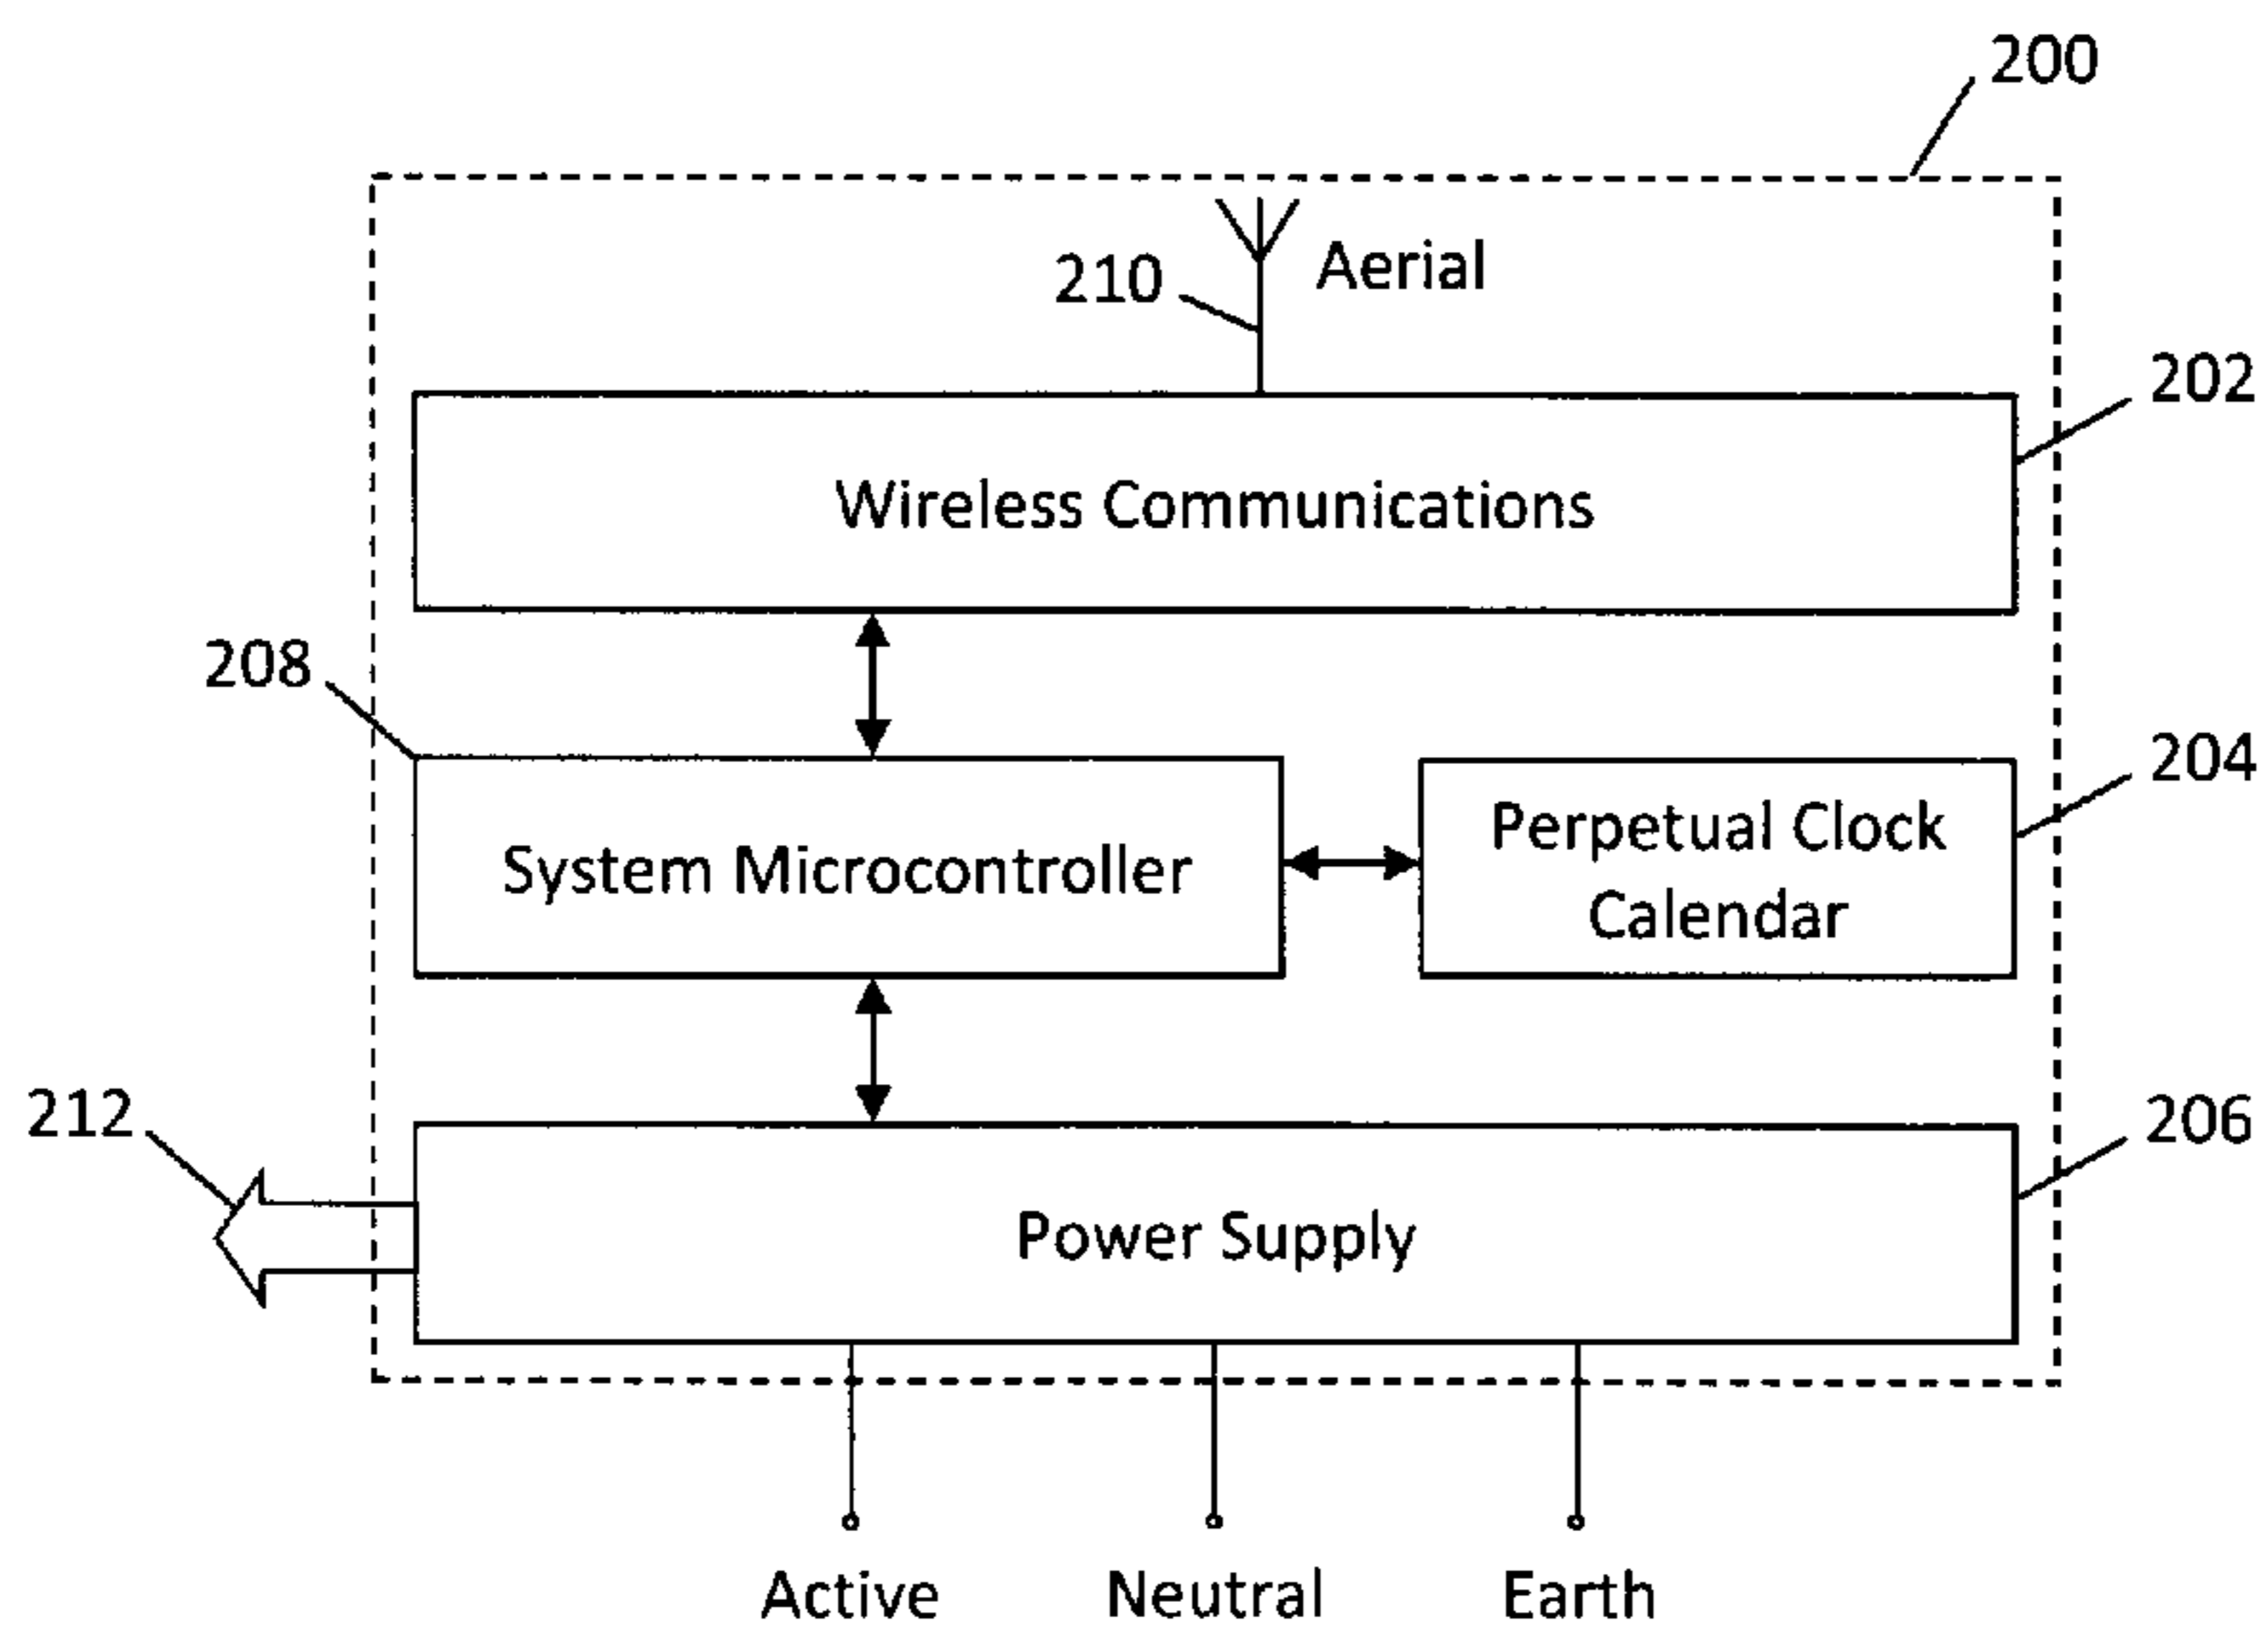 200
Aerial
210
202
Wireless Communications
208
204
Perpetual Clock
Calendar
System Microcontroller
212
206
Power Supply
Active
Neutral
Earth